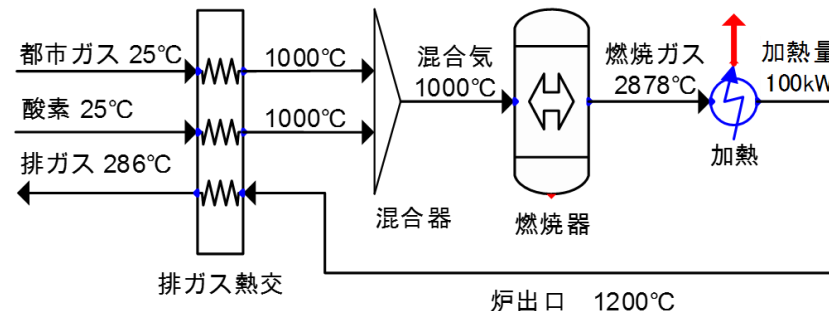 都市ガス 25℃
1000℃
酸素 25℃
1000℃
排ガス 286℃
排ガス熱交
混合器
混合気
1000℃
燃焼器
燃焼ガス
2878℃
加熱量
100kW
加熱
炉出口 1200℃